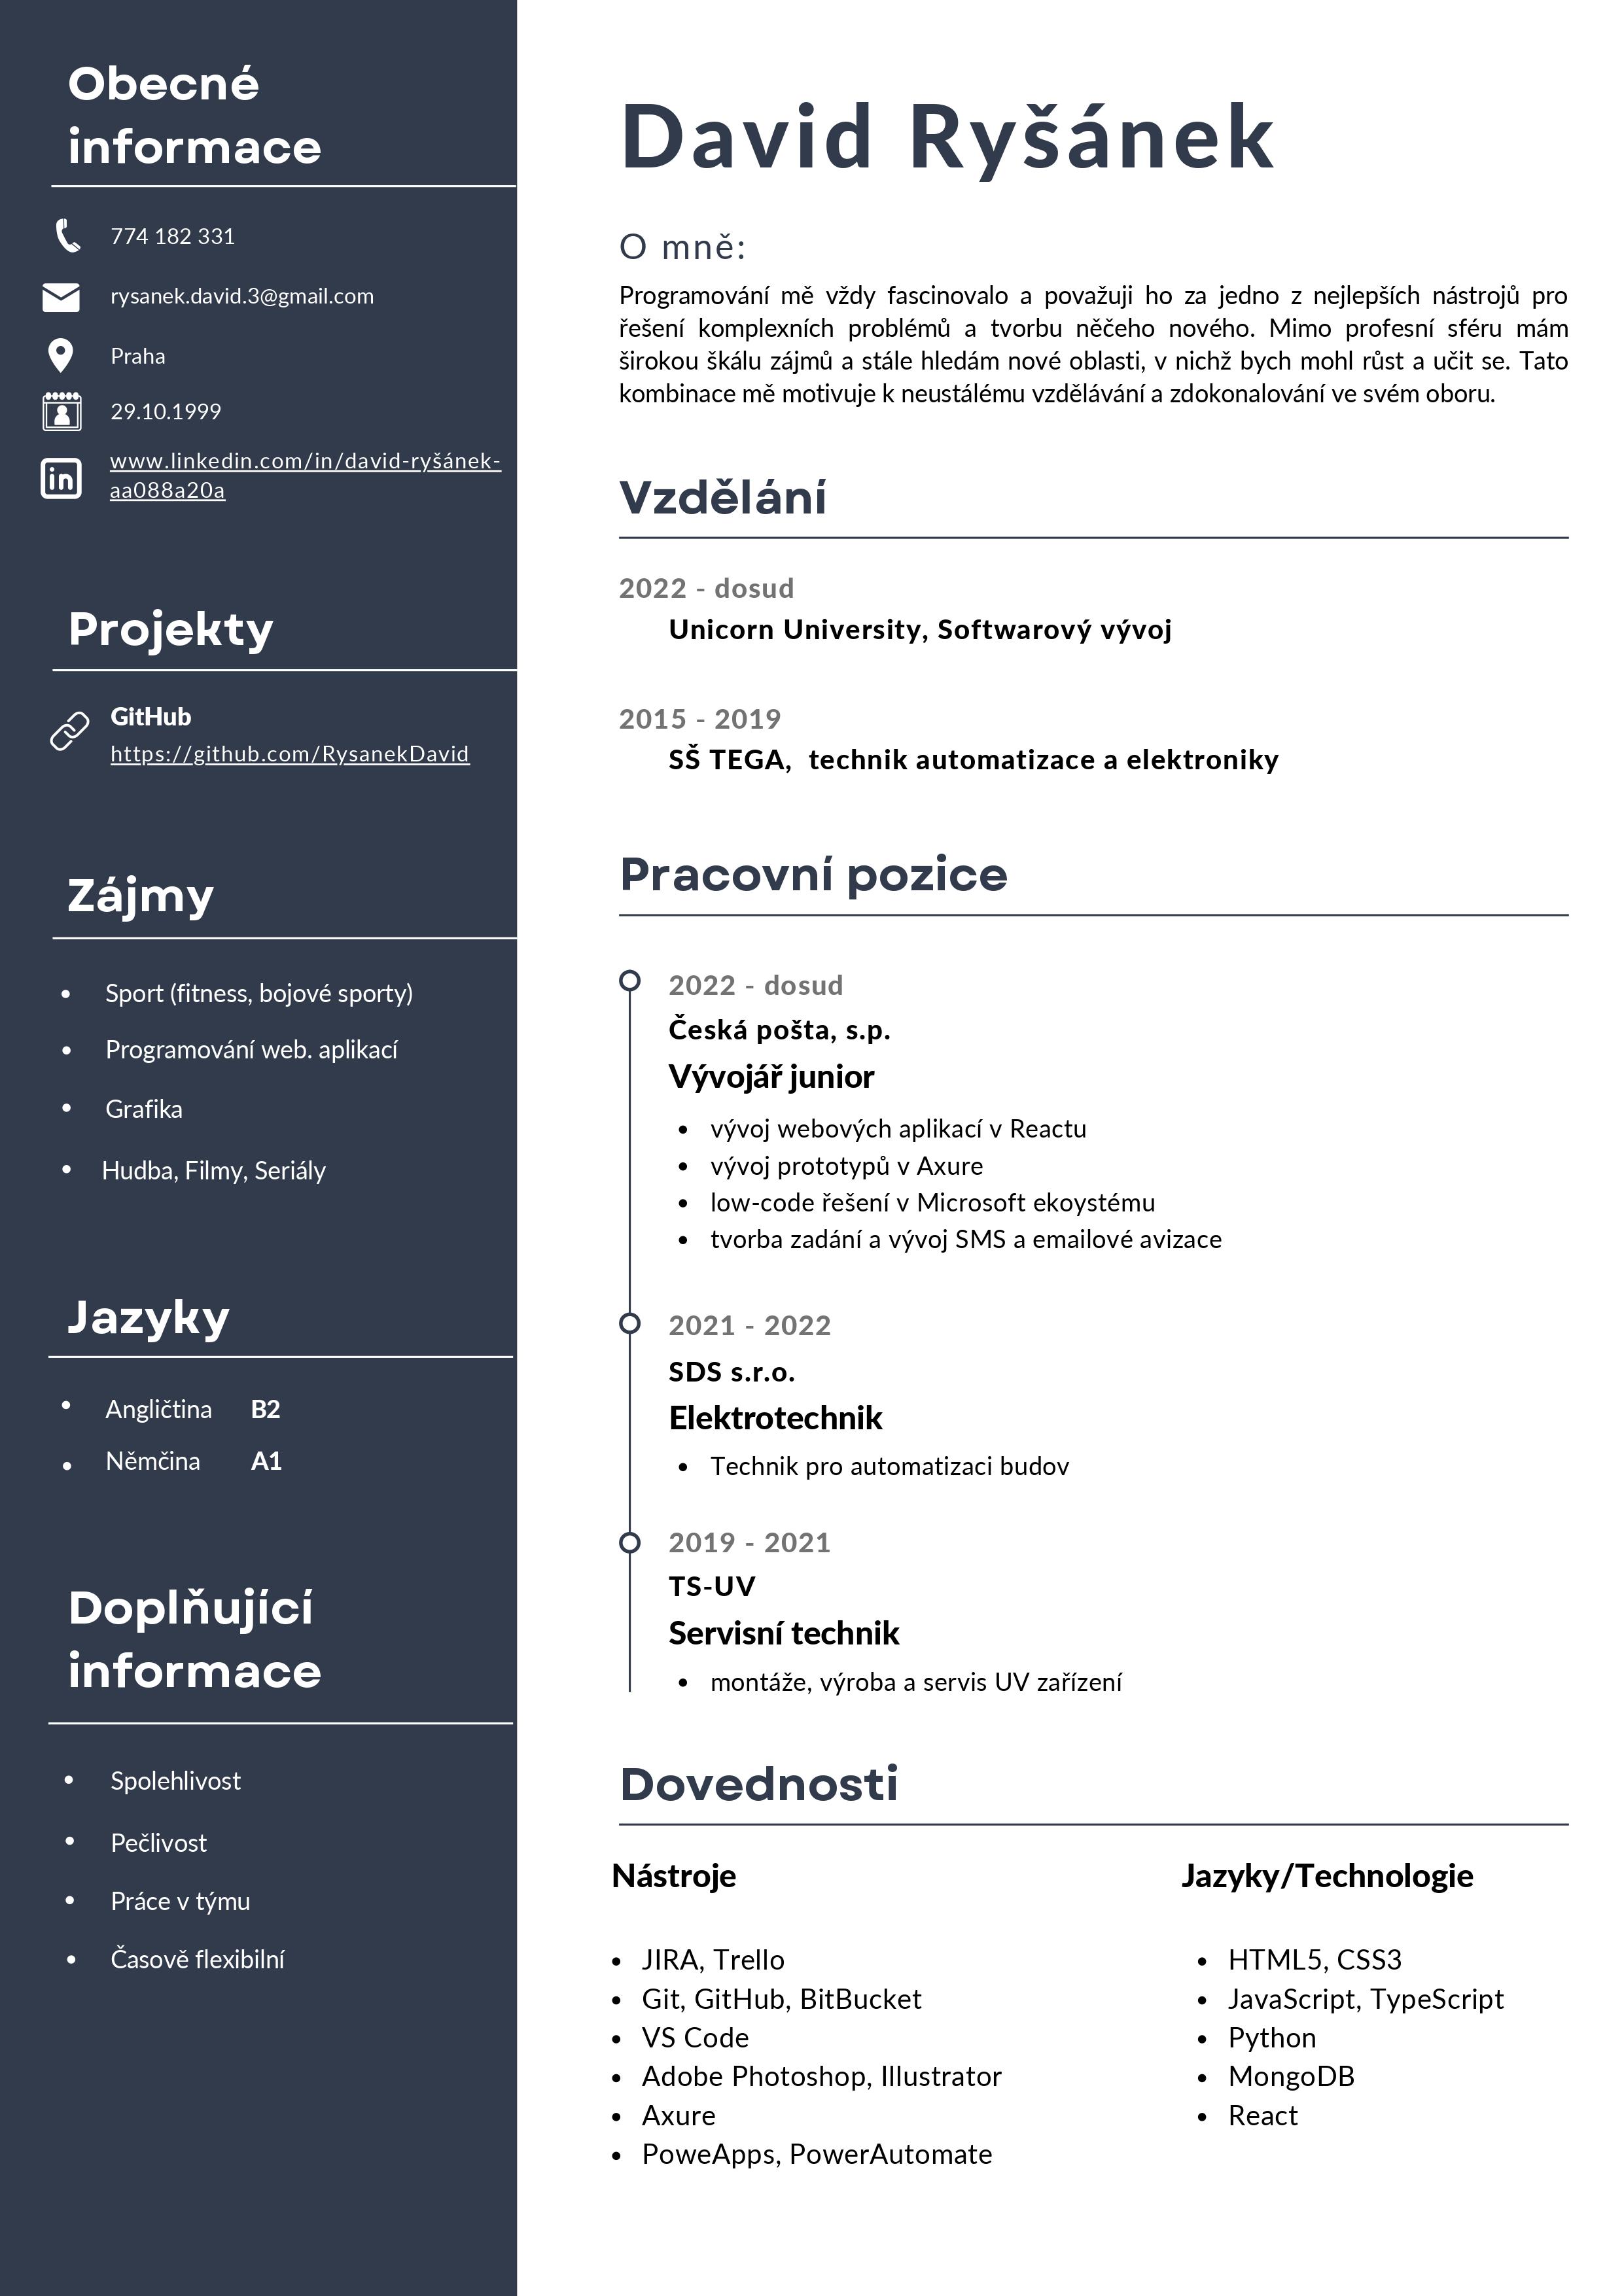 Obecné
informace
774 182 331
rysanek.david.3@gmail.com
Praha
29.10.1999
www.linkedin.com/in/david-ryšánek-
aa088a20a
Projekty
GitHub
https://github.com/RysanekDavid
Zájmy
• Sport (fitness, bojové sporty)
• Programování web. aplikací
• Grafika
• Hudba, Filmy, Seriály
Jazyky
• Angličtina B2
• Němčina A1
Doplňující
informace
• Spolehlivost
• Pečlivost
• Práce v týmu
• Časově flexibilní
David Ryšánek
O mně:
Programování mě vždy fascinovalo a považuji ho za jedno z nejlepších nástrojů pro
řešení komplexních problémů a tvorbu něčeho nového. Mimo profesní sféru mám
širokou škálu zájmů a stále hledám nové oblasti, v nichž bych mohl růst a učit se. Tato
kombinace mě motivuje k neustálému vzdělávání a zdokonalování ve svém oboru.
Vzdělání
2022 - dosud
Unicorn University, Softwarový vývoj
2015 - 2019
SŠ TEGA, technik automatizace a elektroniky
Pracovní pozice
2022 - dosud
Česká pošta, s.p.
Vývojář junior
• vývoj webových aplikací v Reactu
• vývoj prototypů v Axure
• low-code řešení v Microsoft ekoystému
• tvorba zadání a vývoj SMS a emailové avizace
2021 - 2022
SDS s.r.o.
Elektrotechnik
• Technik pro automatizaci budov
2019 - 2021
TS-UV
Servisní technik
• montáže, výroba a servis UV zařízení
Dovednosti
Nástroje
• JIRA, Trello
• Git, GitHub, BitBucket
• VS Code
• Adobe Photoshop, Illustrator
• Axure
• PoweApps, PowerAutomate
Jazyky/Technologie
• HTML5, CSS3
• JavaScript, TypeScript
• Python
• MongoDB
• React